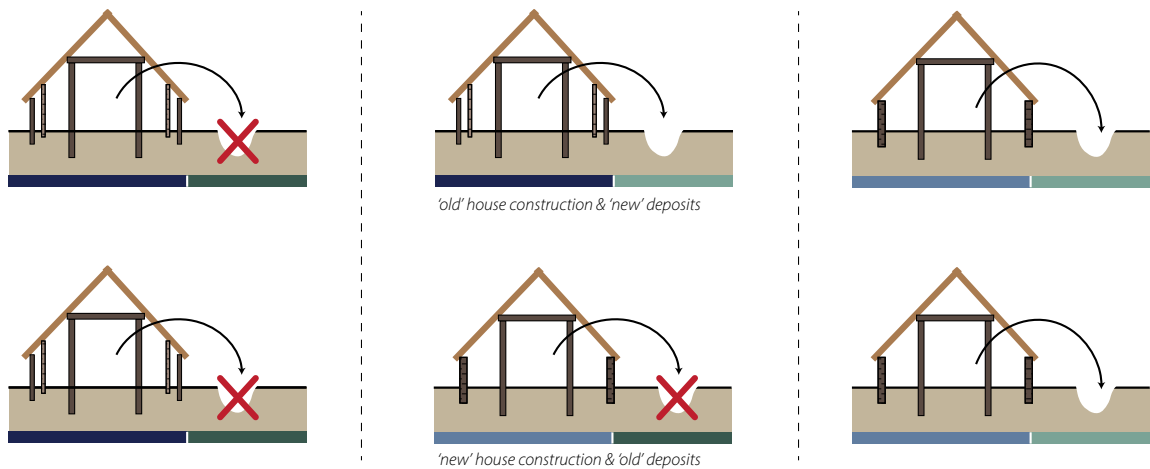 ‘old’ house construction & ‘new’ deposits
‘new’ house construction & ‘old’ deposits